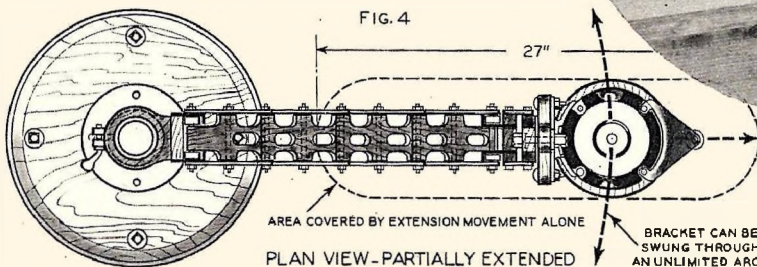 FIG. 4
27"
AREA COVERED BY EXTENSION MOVEMENT ALONE
PLAN VIEW-PARTIALLY EXTENDED
BRACKET CAN BE
SWUNG THROUGH
AN UNLIMITED ARC